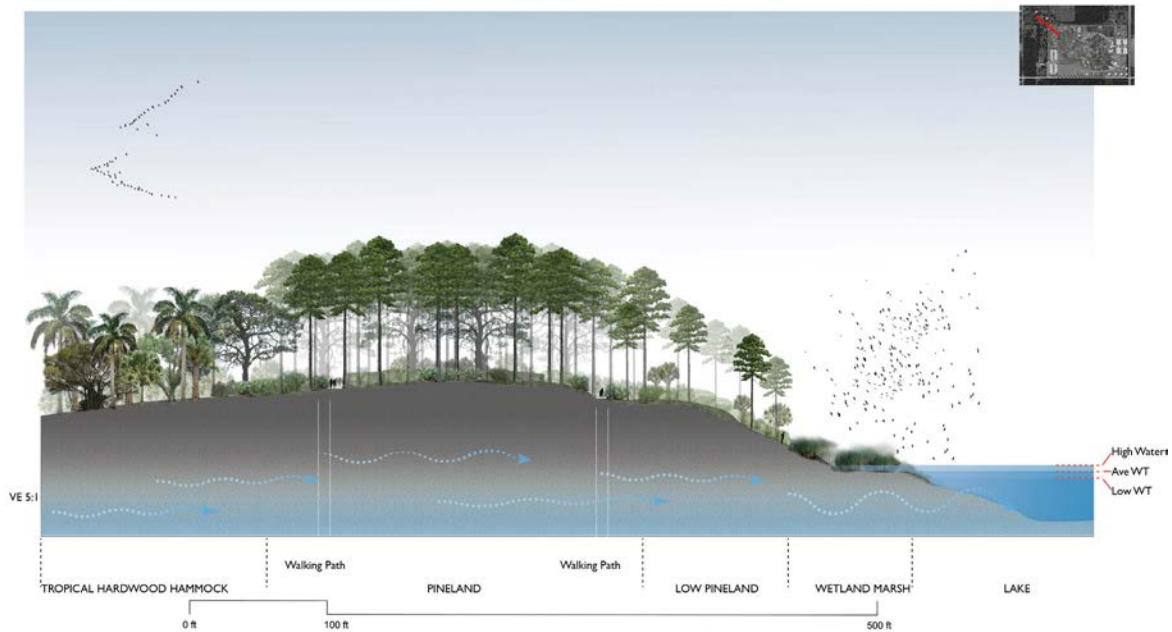 High Water
Ave WT
Low WT
VE 5:1
Walking Path
Walking Path
TROPICAL HARDWOOD HAMMOCK
PINELAND
LOW PINELAND
WETLAND MARSH
LAKE
0 ft
100 ft
500 ft